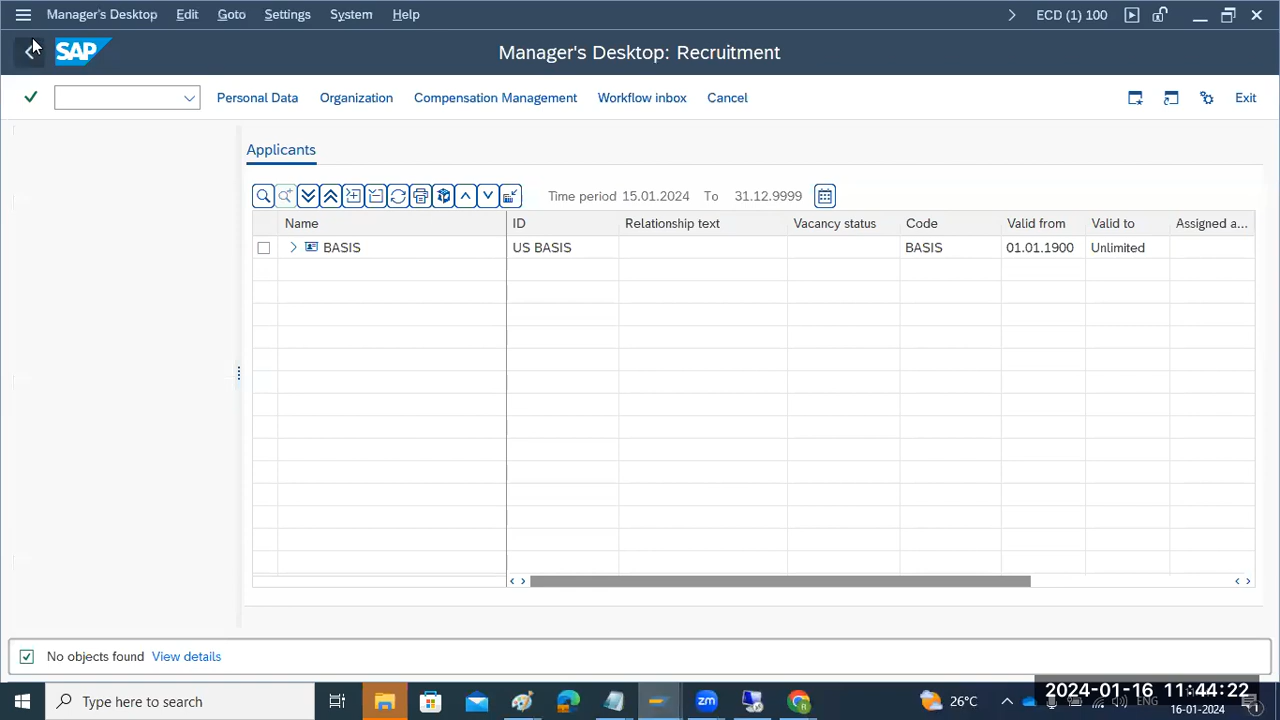 Manager's Desktop Edit Goto Settings System Help ECD (1) 100
SAP Manager's Desktop: Recruitment
Personal Data Organization Compensation Management Workflow inbox Cancel Exit
Applicants
Time period 15.01.2024 To 31.12.9999
Name ID Relationship text Vacancy status Code Valid from Valid to Assigned a...
BASIS US BASIS BASIS 01.01.1900 Unlimited
No objects found View details
Type here to search 26°C ENG 2024-01-16 11:44:22
16-01-2024